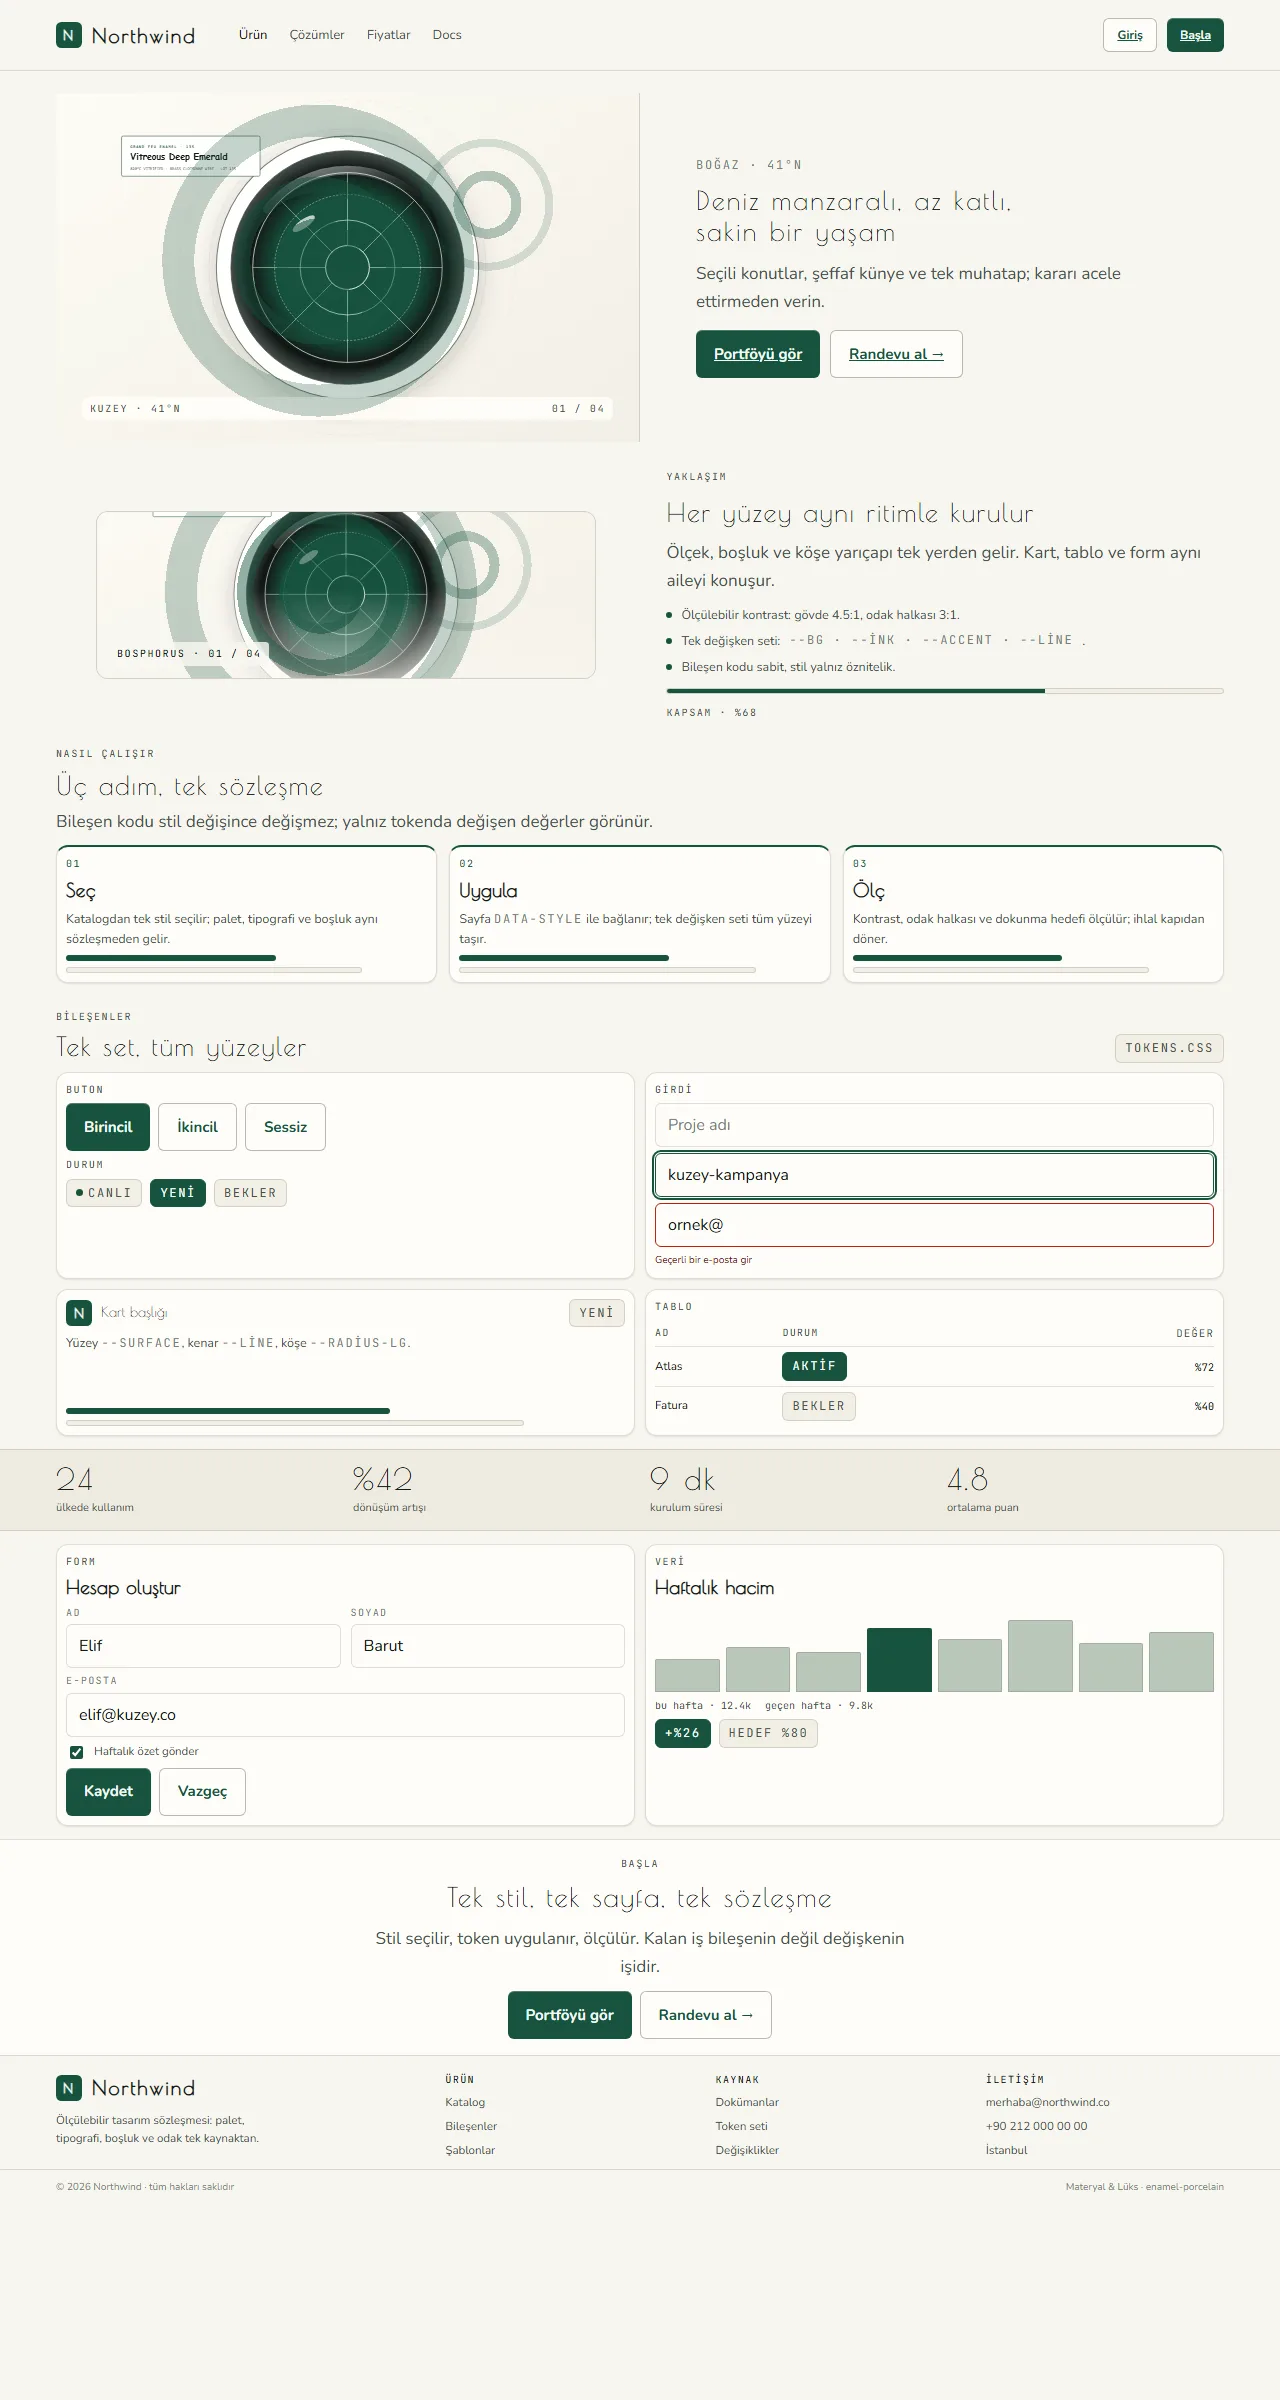 N Northwind
Ürün Çözümler Fiyatlar Docs
Giriş Başla
Vitreous Deep Emerald
KUZEY · 41°N 01 / 04
BOĞAZ · 41°N
Deniz manzaralı, az katlı,
sakin bir yaşam
Seçili konutlar, şeffaf künye ve tek muhatap; kararı acele
ettirmeden verin.
Portföyü gör Randevu al →
BOSPHORUS · 01 / 04
YAKLAŞIM
Her yüzey aynı ritimle kurulur
Ölçek, boşluk ve köşe yarıçapı tek yerden gelir. Kart, tablo ve form aynı
aileyi konuşur.
Ölçülebilir kontrast: gövde 4.5:1, odak halkası 3:1.
Tek değişken seti: --BG · --İNK · --ACCENT · --LİNE .
Bileşen kodu sabit, stil yalnız öznitelik.
KAPSAM · %68
NASIL ÇALIŞIR
Üç adım, tek sözleşme
Bileşen kodu stil değişince değişmez; yalnız tokenda değişen değerler görünür.
01
Seç
Katalogdan tek stil seçilir; palet, tipografi ve boşluk aynı
sözleşmeden gelir.
02
Uygula
Sayfa DATA-STYLE ile bağlanır; tek değişken seti tüm yüzeyi
taşır.
03
Ölç
Kontrast, odak halkası ve dokunma hedefi ölçülür; ihlal kapıdan
döner.
BİLEŞENLER
Tek set, tüm yüzeyler
TOKENS.CSS
BUTON
Birincil İkincil Sessiz
DURUM
CANLI YENİ BEKLER
GİRDİ
Proje adı
kuzey-kampanya
ornek@
Geçerli bir e-posta gir
N Kart başlığı YENİ
Yüzey --SURFACE, kenar --LİNE, köşe --RADİUS-LG.
TABLO
AD DURUM DEĞER
Atlas AKTİF %72
Fatura BEKLER %40
24
ülkede kullanım
%42
dönüşüm artışı
9 dk
kurulum süresi
4.8
ortalama puan
FORM
Hesap oluştur
AD SOYAD
Elif Barut
E-POSTA
elif@kuzey.co
Haftalık özet gönder
Kaydet Vazgeç
VERİ
Haftalık hacim
bu hafta · 12.4k geçen hafta · 9.8k
+%26 HEDEF %80
BAŞLA
Tek stil, tek sayfa, tek sözleşme
Stil seçilir, token uygulanır, ölçülür. Kalan iş bileşenin değil değişkenin
işidir.
Portföyü gör Randevu al →
N Northwind
Ölçülebilir tasarım sözleşmesi: palet,
tipografi, boşluk ve odak tek kaynaktan.
ÜRÜN
Katalog
Bileşenler
Şablonlar
KAYNAK
Dokümanlar
Token seti
Değişiklikler
İLETİŞİM
merhaba@northwind.co
+90 212 000 00 00
İstanbul
© 2026 Northwind · tüm hakları saklıdır
Materyal & Lüks · enamel-porcelain